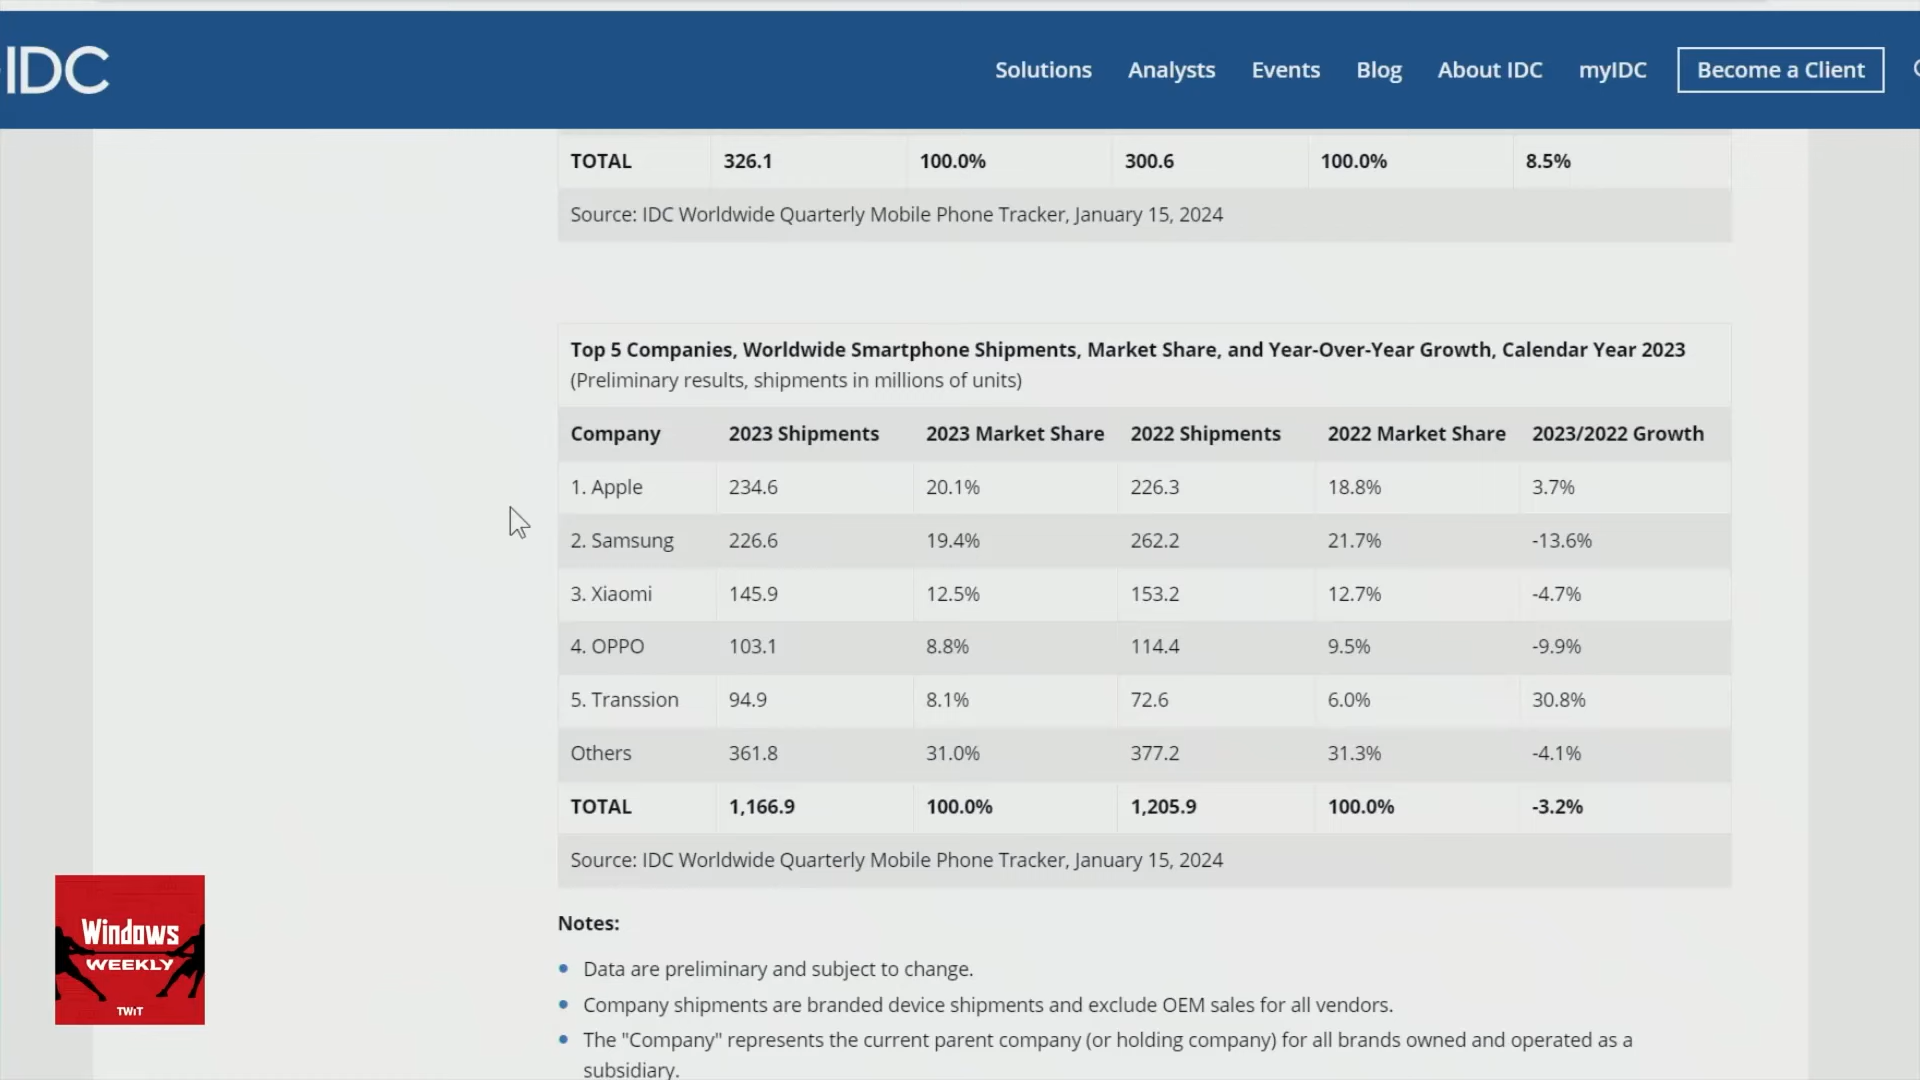 IDC
Solutions Analysts Events Blog About IDC myIDC Become a Client
TOTAL 326.1 100.0% 300.6 100.0% 8.5%
Source: IDC Worldwide Quarterly Mobile Phone Tracker, January 15, 2024
Top 5 Companies, Worldwide Smartphone Shipments, Market Share, and Year-Over-Year Growth, Calendar Year 2023
(Preliminary results, shipments in millions of units)
Company 2023 Shipments 2023 Market Share 2022 Shipments 2022 Market Share 2023/2022 Growth
1. Apple 234.6 20.1% 226.3 18.8% 3.7%
2. Samsung 226.6 19.4% 262.2 21.7% -13.6%
3. Xiaomi 145.9 12.5% 153.2 12.7% -4.7%
4. OPPO 103.1 8.8% 114.4 9.5% -9.9%
5. Transsion 94.9 8.1% 72.6 6.0% 30.8%
Others 361.8 31.0% 377.2 31.3% -4.1%
TOTAL 1,166.9 100.0% 1,205.9 100.0% -3.2%
Source: IDC Worldwide Quarterly Mobile Phone Tracker, January 15, 2024
Notes:
• Data are preliminary and subject to change.
• Company shipments are branded device shipments and exclude OEM sales for all vendors.
• The "Company" represents the current parent company (or holding company) for all brands owned and operated as a
subsidiary.
Windows
WEEKLY
TWiT